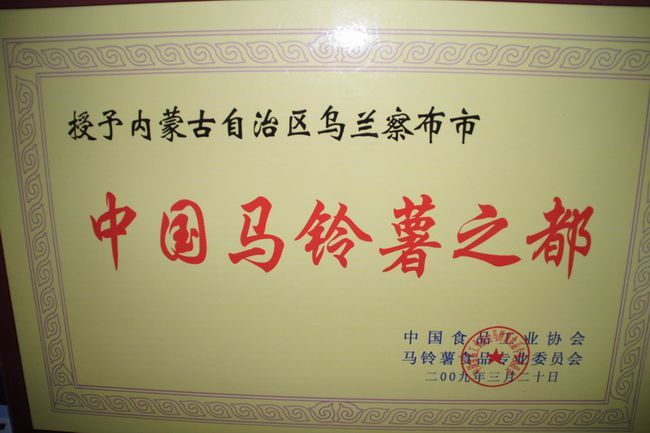 授予内蒙古自治区乌兰察布市
中国马铃薯之都
中国食品工业协会
马铃薯食品专业委员会
二00九年三月二十日